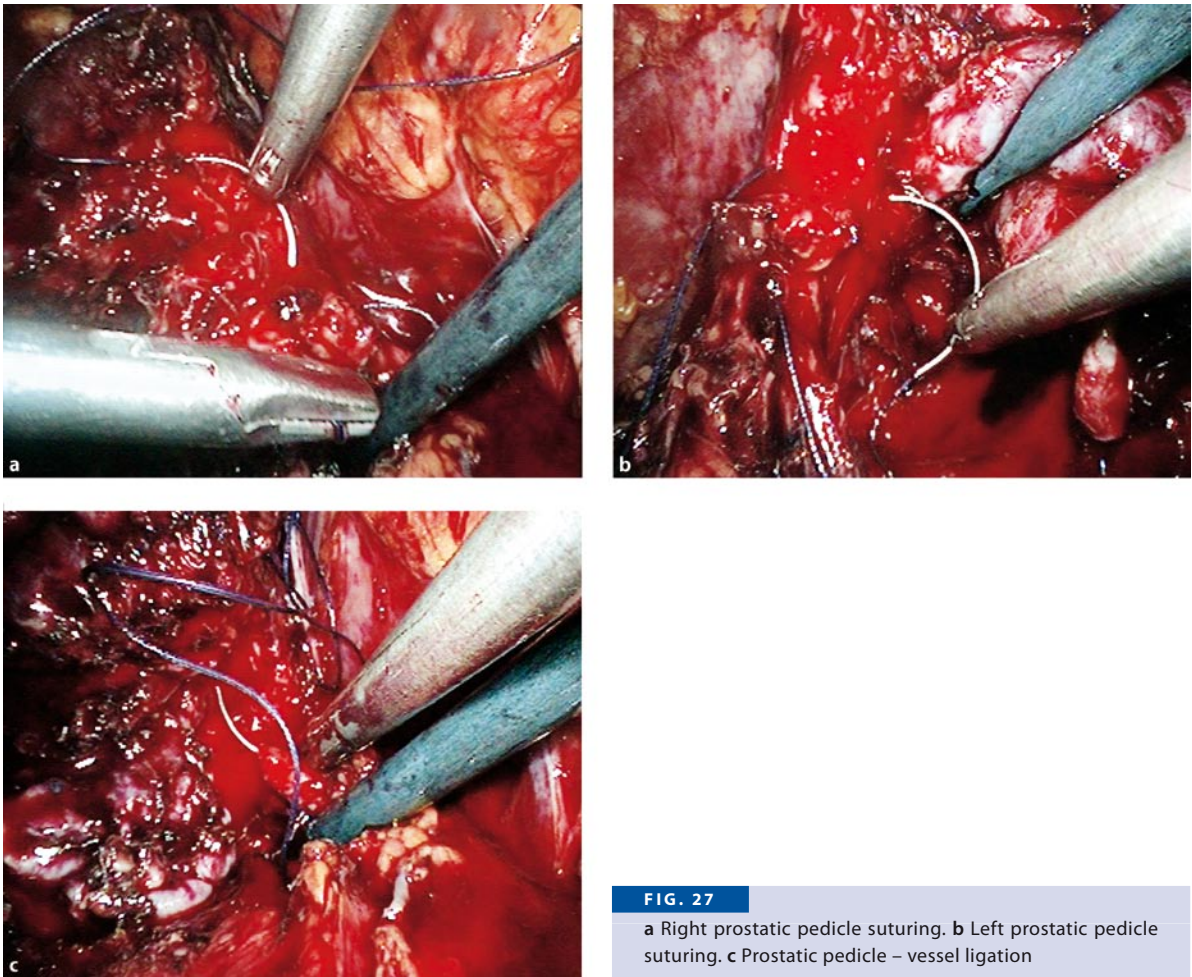 a
b
c
FIG. 27
a Right prostatic pedicle suturing. b Left prostatic pedicle
suturing. c Prostatic pedicle – vessel ligation